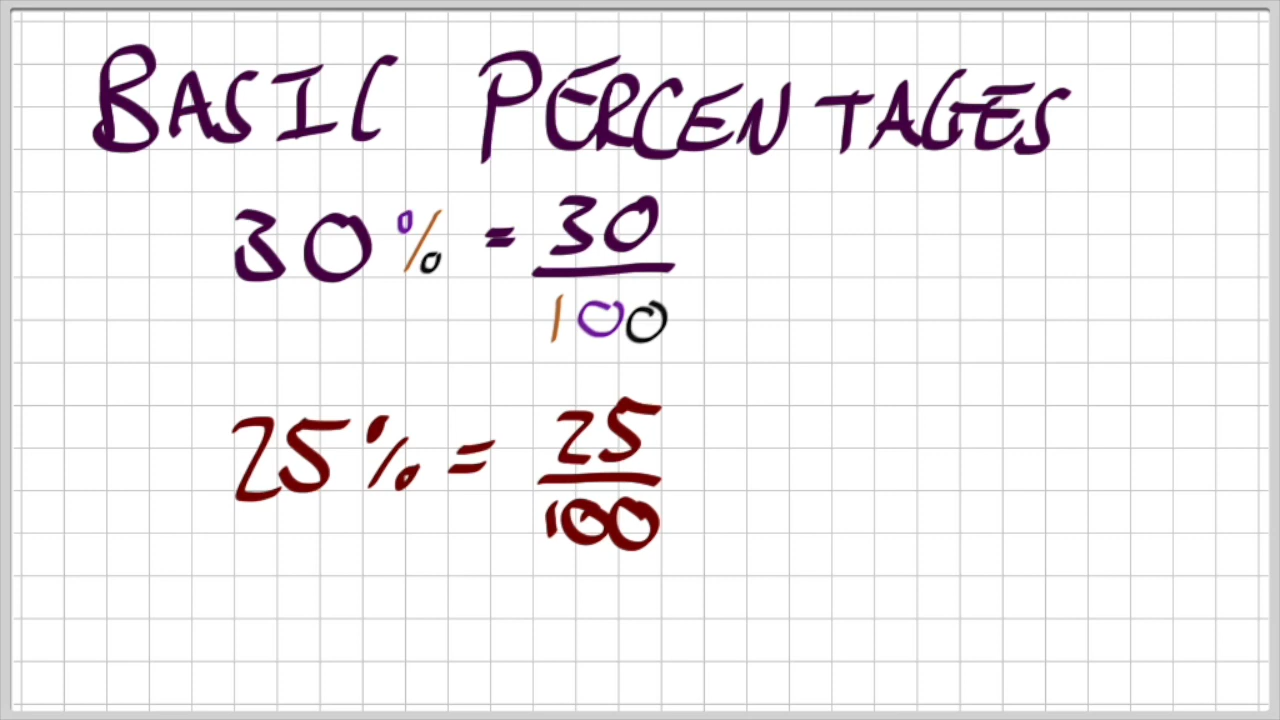 BASIC PERCENTAGES
30% = 30/100
25% = 25/100